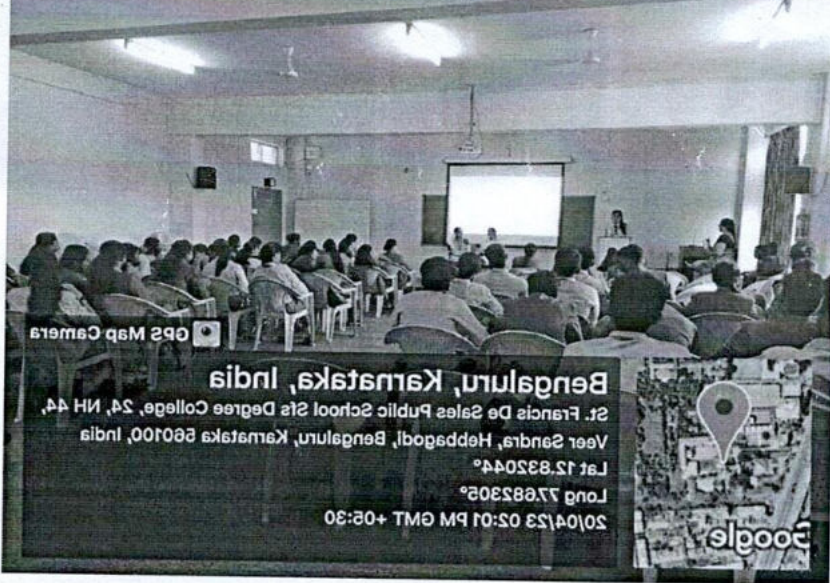 GPS Map Camera
Bengaluru, Karnataka, India
St. Francis De Sales Public School Sfs Degree College, 24, NH 44,
Veer Sandra, Hebbagodi, Bengaluru, Karnataka 560100, India
Lat 12.832044°
Long 77.682305°
20/04/23 02:01 PM GMT +05:30
Google